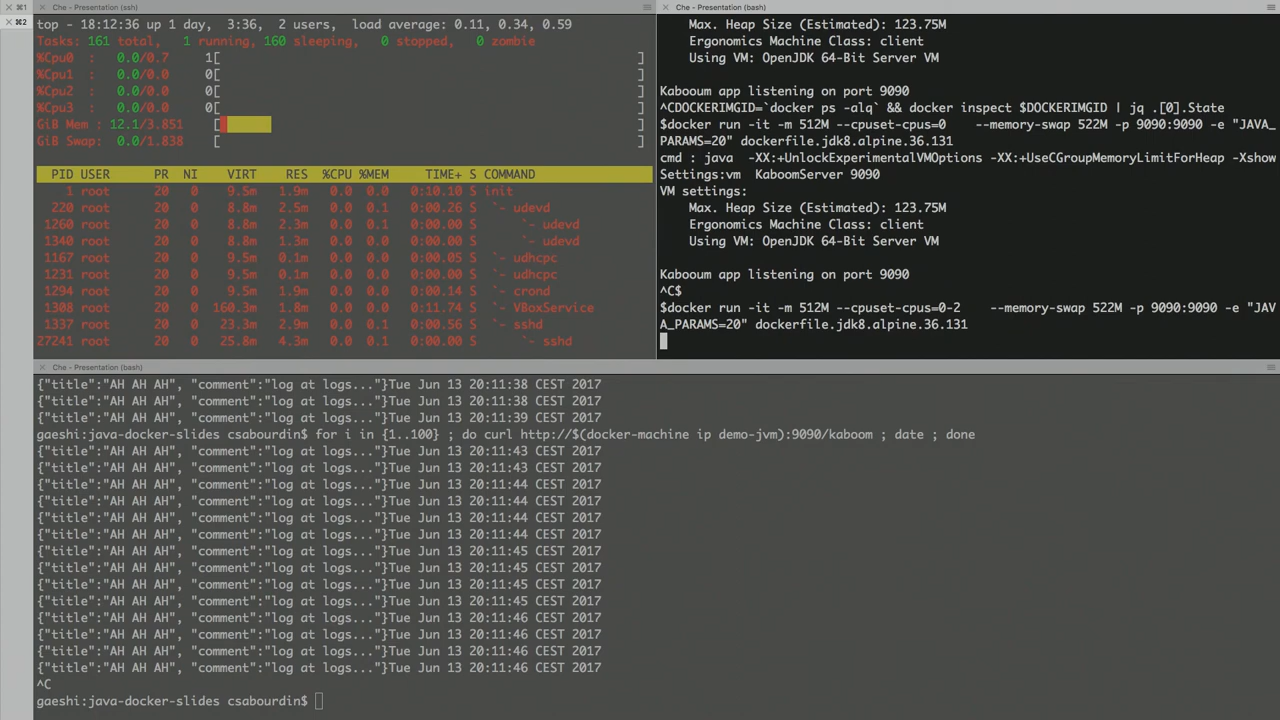 ⌘1
⌘2
Che - Presentation (ssh)
top - 18:12:36 up 1 day,  3:36,  2 users,  load average: 0.11, 0.34, 0.59
Tasks: 161 total,   1 running, 160 sleeping,   0 stopped,   0 zombie
%Cpu0  :   0.0/0.7     1[                                                          ]
%Cpu1  :   0.0/0.0     0[                                                          ]
%Cpu2  :   0.0/0.0     0[                                                          ]
%Cpu3  :   0.0/0.0     0[                                                          ]
GiB Mem : 12.1/3.851    [                                                          ]
GiB Swap:  0.0/1.838    [                                                          ]
PID USER      PR  NI    VIRT    RES  %CPU %MEM     TIME+ S COMMAND
1 root      20   0    9.5m   1.9m   0.0  0.0   0:10.10 S init
220 root      20   0    8.8m   2.5m   0.0  0.1   0:00.26 S  `- udevd
1260 root      20   0    8.8m   2.3m   0.0  0.1   0:00.00 S      `- udevd
1340 root      20   0    8.8m   1.3m   0.0  0.0   0:00.00 S      `- udevd
1167 root      20   0    9.5m   0.1m   0.0  0.0   0:00.05 S  `- udhcpc
1231 root      20   0    9.5m   0.1m   0.0  0.0   0:00.00 S  `- udhcpc
1294 root      20   0    9.5m   1.9m   0.0  0.0   0:00.14 S  `- crond
1308 root      20   0  160.3m   1.8m   0.0  0.0   0:11.74 S  `- VBoxService
1337 root      20   0   23.3m   2.9m   0.0  0.1   0:00.56 S  `- sshd
27241 root      20   0   25.8m   4.3m   0.0  0.1   0:00.00 S      `- sshd
Che - Presentation (bash)
Max. Heap Size (Estimated): 123.75M
Ergonomics Machine Class: client
Using VM: OpenJDK 64-Bit Server VM
Kabooum app listening on port 9090
^CDOCKERIMGID=`docker ps -alq` && docker inspect $DOCKERIMGID | jq .[0].State
$docker run -it -m 512M --cpuset-cpus=0    --memory-swap 522M -p 9090:9090 -e "JAVA_
PARAMS=20" dockerfile.jdk8.alpine.36.131
cmd : java  -XX:+UnlockExperimentalVMOptions -XX:+UseCGroupMemoryLimitForHeap -Xshow
Settings:vm  KaboomServer 9090
VM settings:
Max. Heap Size (Estimated): 123.75M
Ergonomics Machine Class: client
Using VM: OpenJDK 64-Bit Server VM
Kabooum app listening on port 9090
^C$
$docker run -it -m 512M --cpuset-cpus=0-2    --memory-swap 522M -p 9090:9090 -e "JAV
A_PARAMS=20" dockerfile.jdk8.alpine.36.131
Che - Presentation (bash)
{"title":"AH AH AH", "comment":"log at logs..."}Tue Jun 13 20:11:38 CEST 2017
{"title":"AH AH AH", "comment":"log at logs..."}Tue Jun 13 20:11:38 CEST 2017
{"title":"AH AH AH", "comment":"log at logs..."}Tue Jun 13 20:11:39 CEST 2017
gaeshi:java-docker-slides csabourdin$ for i in {1..100} ; do curl http://$(docker-machine ip demo-jvm):9090/kaboom ; date ; done
{"title":"AH AH AH", "comment":"log at logs..."}Tue Jun 13 20:11:43 CEST 2017
{"title":"AH AH AH", "comment":"log at logs..."}Tue Jun 13 20:11:43 CEST 2017
{"title":"AH AH AH", "comment":"log at logs..."}Tue Jun 13 20:11:44 CEST 2017
{"title":"AH AH AH", "comment":"log at logs..."}Tue Jun 13 20:11:44 CEST 2017
{"title":"AH AH AH", "comment":"log at logs..."}Tue Jun 13 20:11:44 CEST 2017
{"title":"AH AH AH", "comment":"log at logs..."}Tue Jun 13 20:11:44 CEST 2017
{"title":"AH AH AH", "comment":"log at logs..."}Tue Jun 13 20:11:45 CEST 2017
{"title":"AH AH AH", "comment":"log at logs..."}Tue Jun 13 20:11:45 CEST 2017
{"title":"AH AH AH", "comment":"log at logs..."}Tue Jun 13 20:11:45 CEST 2017
{"title":"AH AH AH", "comment":"log at logs..."}Tue Jun 13 20:11:45 CEST 2017
{"title":"AH AH AH", "comment":"log at logs..."}Tue Jun 13 20:11:46 CEST 2017
{"title":"AH AH AH", "comment":"log at logs..."}Tue Jun 13 20:11:46 CEST 2017
{"title":"AH AH AH", "comment":"log at logs..."}Tue Jun 13 20:11:46 CEST 2017
{"title":"AH AH AH", "comment":"log at logs..."}Tue Jun 13 20:11:46 CEST 2017
^C
gaeshi:java-docker-slides csabourdin$